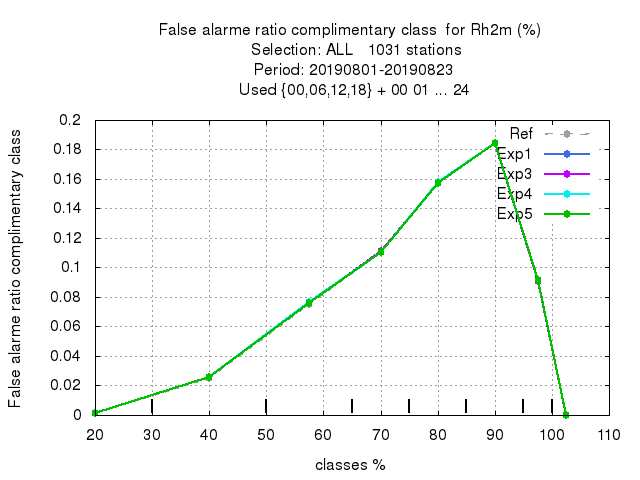 False alarme ratio complimentary class  for Rh2m (%)
Selection: ALL   1031 stations
Period: 20190801-20190823
Used {00,06,12,18} + 00 01 ... 24
False alarme ratio complimentary class
0.2
0.18
0.16
0.14
0.12
0.1
0.08
0.06
0.04
0.02
0
Ref
Exp1
Exp3
Exp4
Exp5
20 30 40 50 60 70 80 90 100 110
classes %